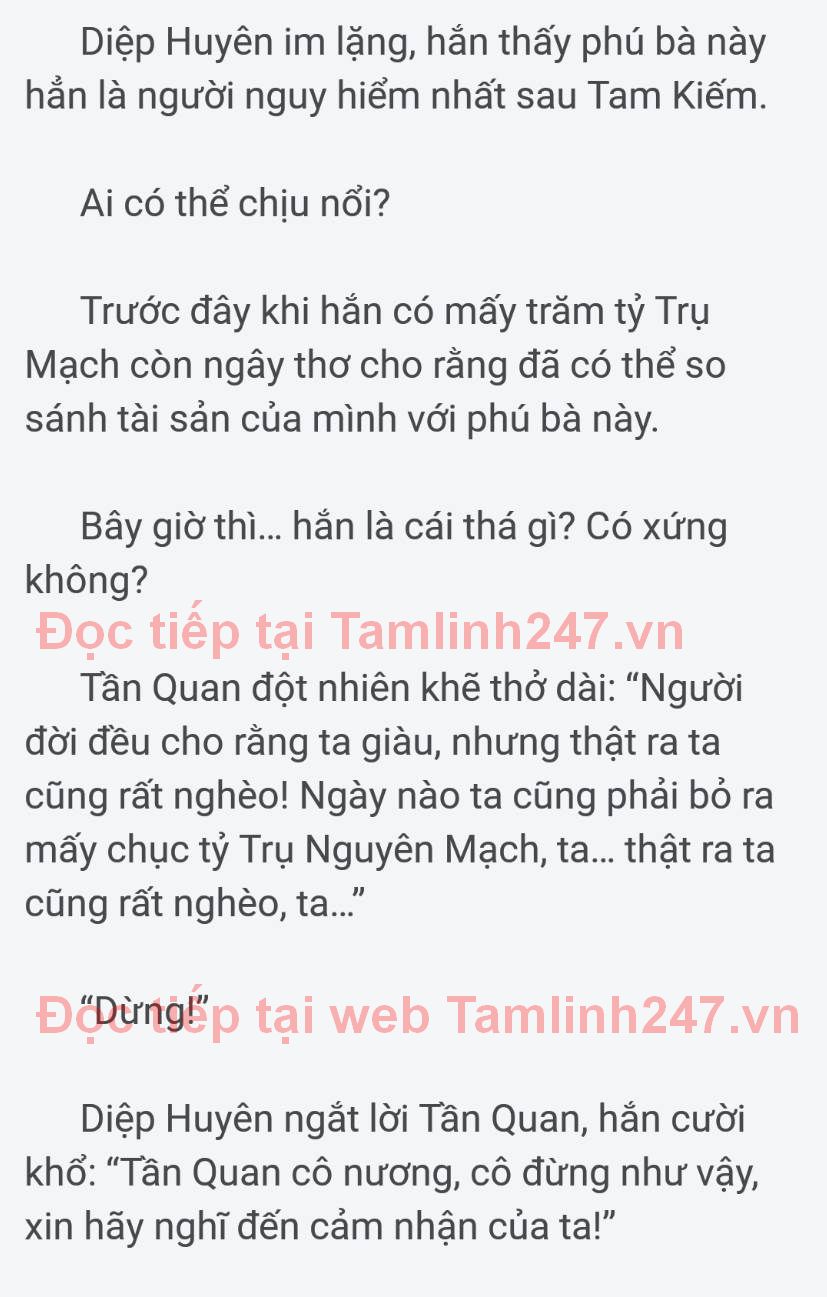 Diệp Huyên im lặng, hắn thấy phú bà này
hẳn là người nguy hiểm nhất sau Tam Kiếm.
Ai có thể chịu nổi?
Trước đây khi hắn có mấy trăm tỷ Trụ
Mạch còn ngây thơ cho rằng đã có thể so
sánh tài sản của mình với phú bà này.
Bây giờ thì... hắn là cái thá gì? Có xứng
không?
Đọc tiếp tại Tamlinh247.vn
Tần Quan đột nhiên khẽ thở dài: “Người
đời đều cho rằng ta giàu, nhưng thật ra ta
cũng rất nghèo! Ngày nào ta cũng phải bỏ ra
mấy chục tỷ Trụ Nguyên Mạch, ta... thật ra ta
cũng rất nghèo, ta...”
“Dừng!”
Đọc tiếp tại web Tamlinh247.vn
Diệp Huyên ngắt lời Tần Quan, hắn cười
khổ: “Tần Quan cô nương, cô đừng như vậy,
xin hãy nghĩ đến cảm nhận của ta!”